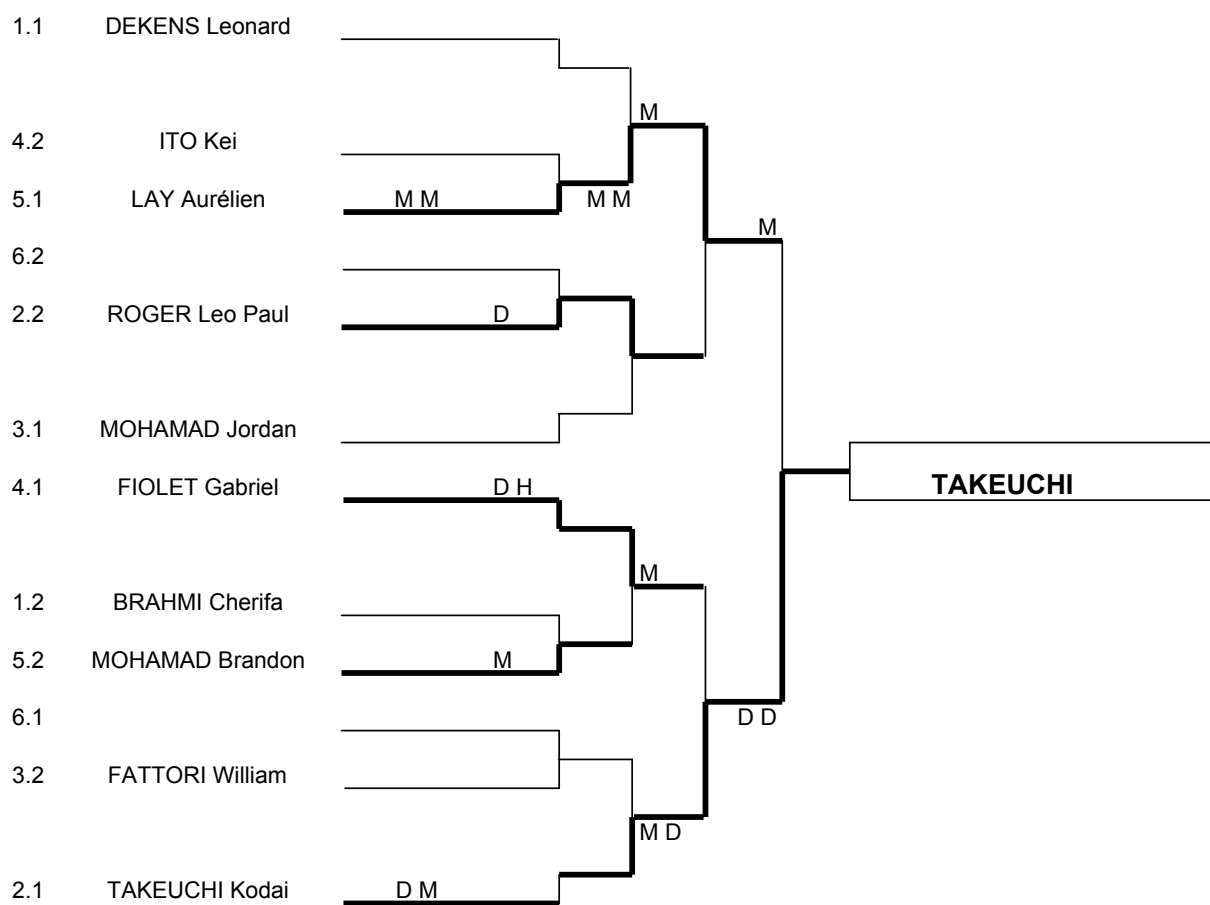 1.1 DEKENS Leonard
M
4.2 ITO Kei
5.1 LAY Aurélien M M M M
M
6.2
2.2 ROGER Leo Paul D
3.1 MOHAMAD Jordan
4.1 FIOLET Gabriel D H TAKEUCHI
M
1.2 BRAHMI Cherifa
5.2 MOHAMAD Brandon M
6.1
D D
3.2 FATTORI William
M D
2.1 TAKEUCHI Kodai D M